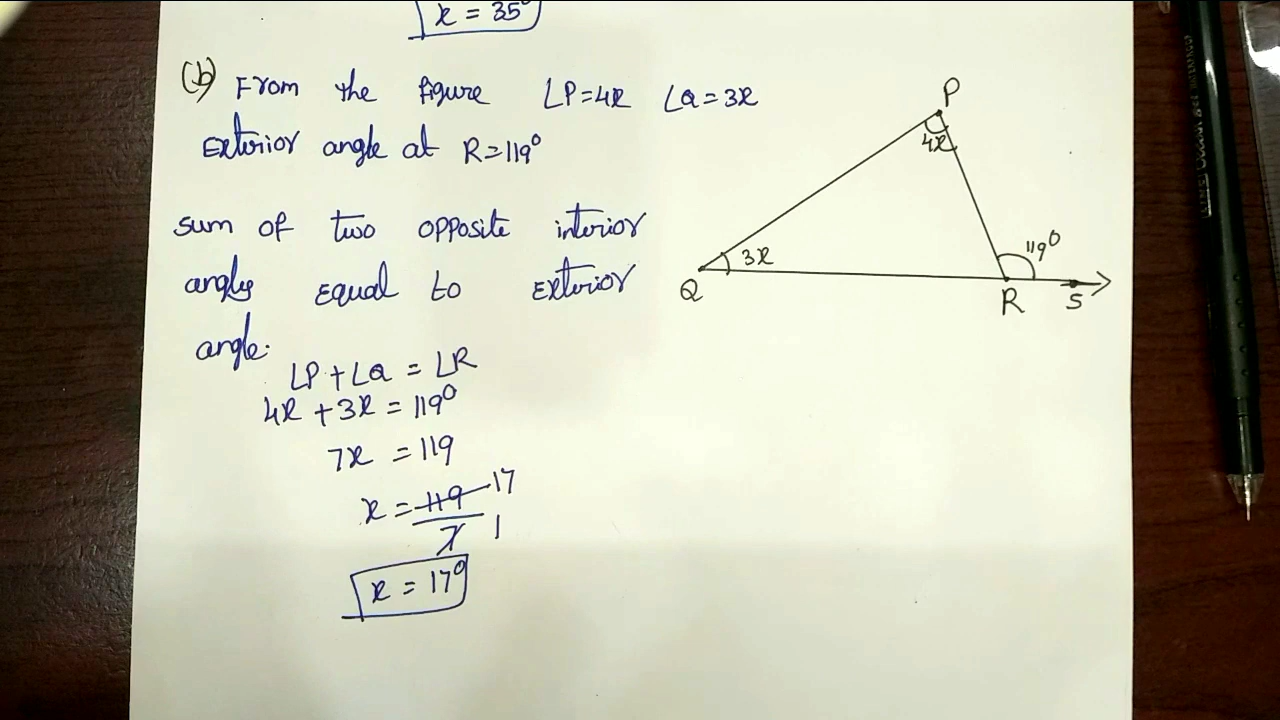 x = 35°
(b) From the figure ∠P=4x ∠Q=3x
Exterior angle at R=119°
sum of two opposite interior
angles equal to exterior
angle.
∠P+∠Q = ∠R
4x +3x = 119°
7x = 119
x = 119 17
7 1
x = 17°
P
4x
3x
119°
Q
R
S